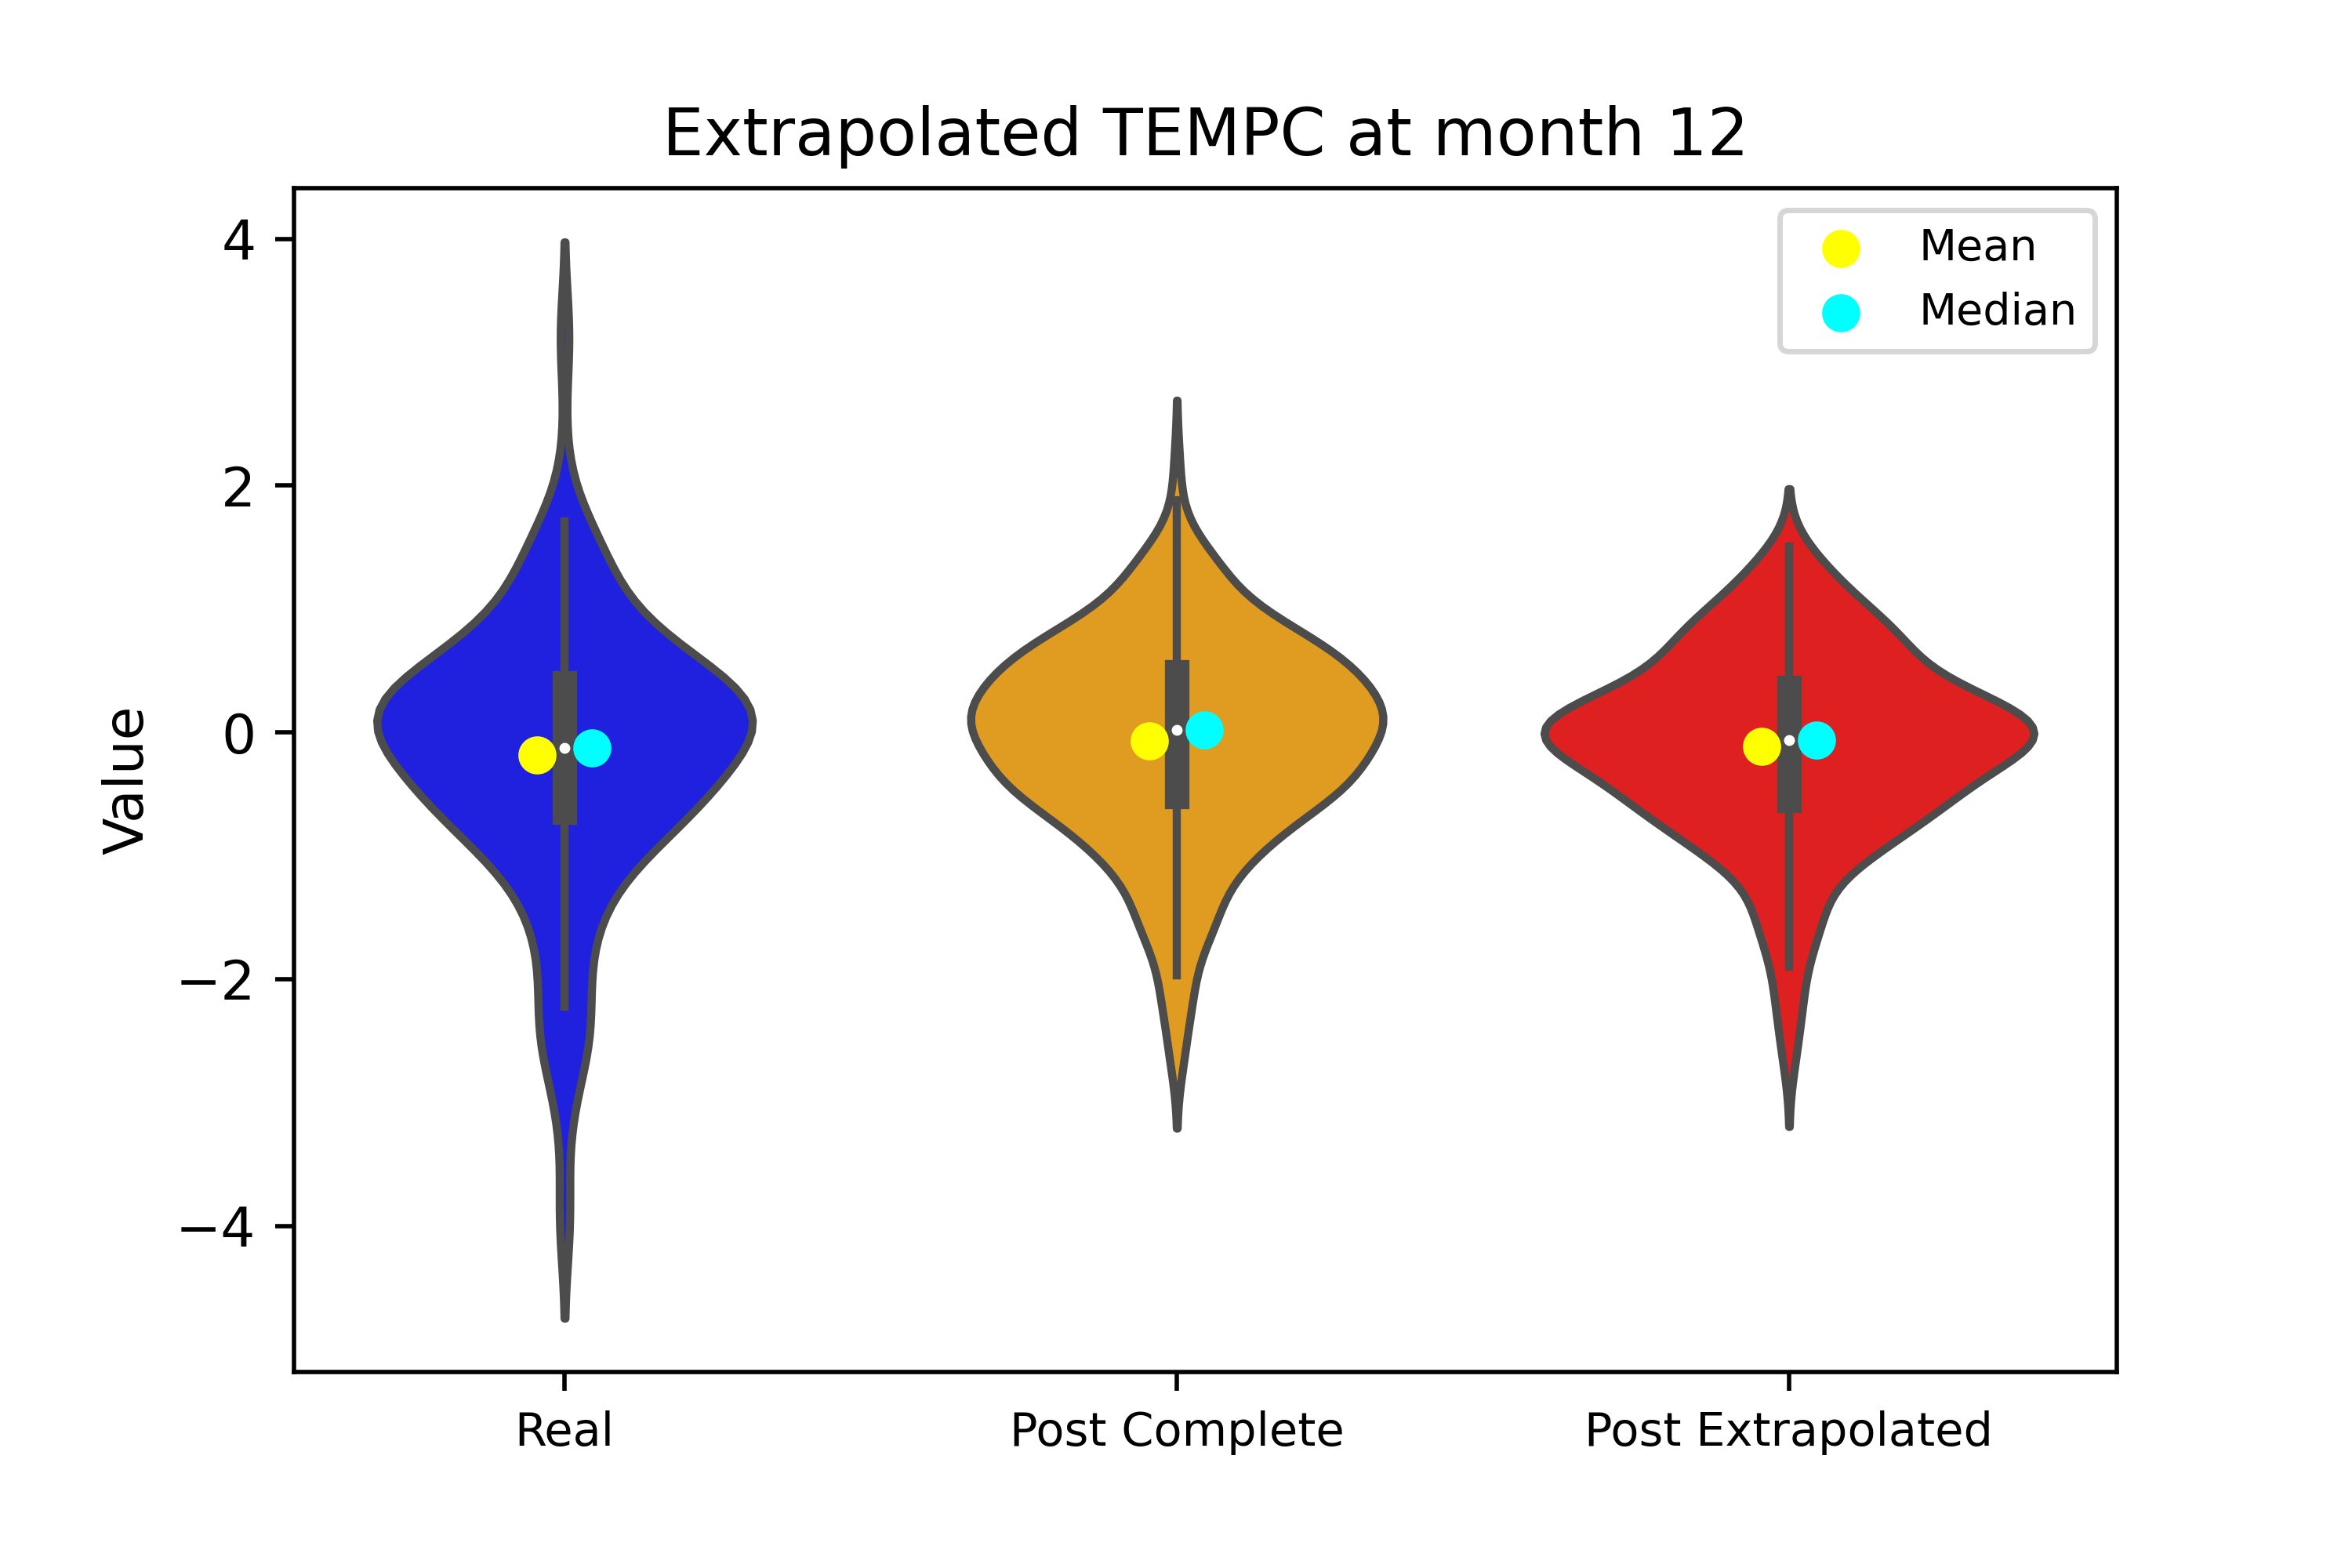 Extrapolated TEMPC at month 12
Mean
Median
4
2
0
−2
−4
Value
Real
Post Complete
Post Extrapolated